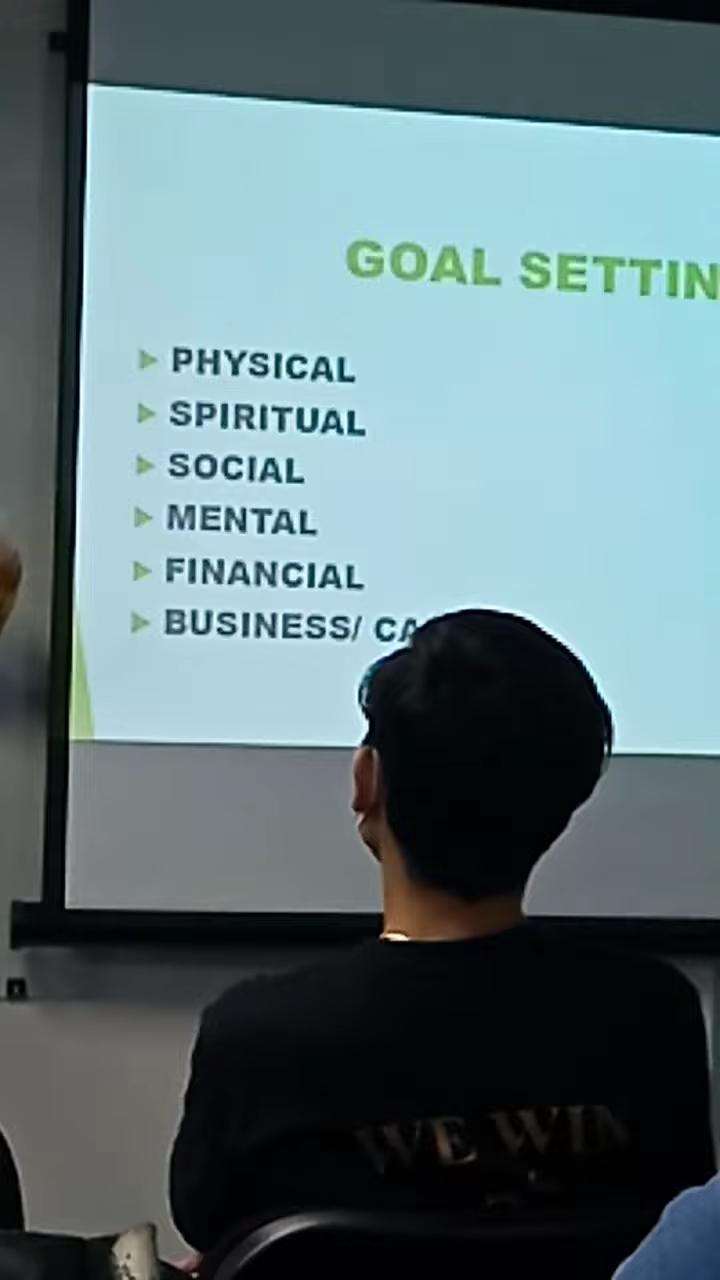 GOAL SETTIN
PHYSICAL
SPIRITUAL
SOCIAL
MENTAL
FINANCIAL
BUSINESS/ CA
WE WIN